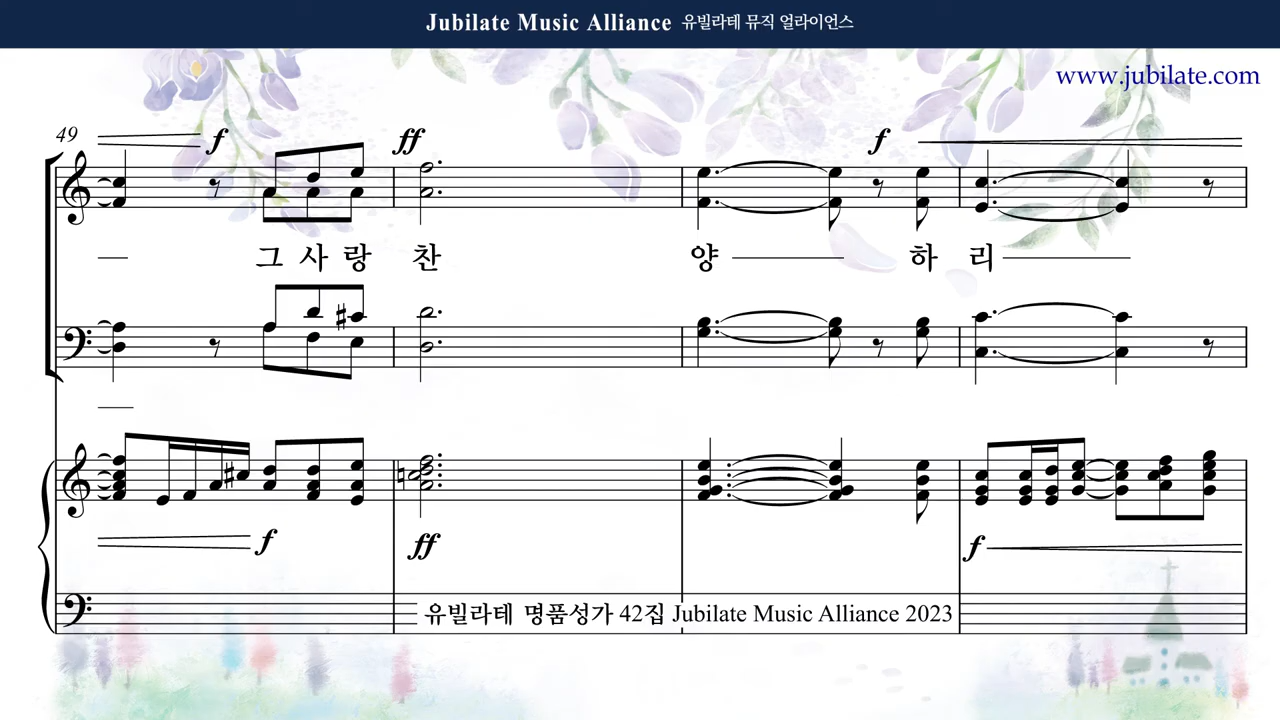 Jubilate Music Alliance 유빌라테 뮤직 얼라이언스
www.jubilate.com
49
f ff f
그 사 랑 찬 양 하 리
f ff f
유빌라테 명품성가 42집 Jubilate Music Alliance 2023